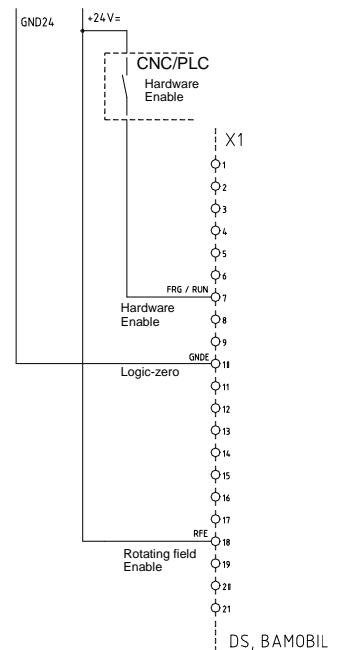 GND24
+24V=
CNC/PLC
Hardware
Enable
X1
1
2
3
4
5
6
FRG / RUN
7
Hardware
Enable
8
9
GNDE
10
Logic-zero
11
12
13
14
15
16
17
RFE
18
Rotating field
Enable
19
20
21
DS, BAMOBIL